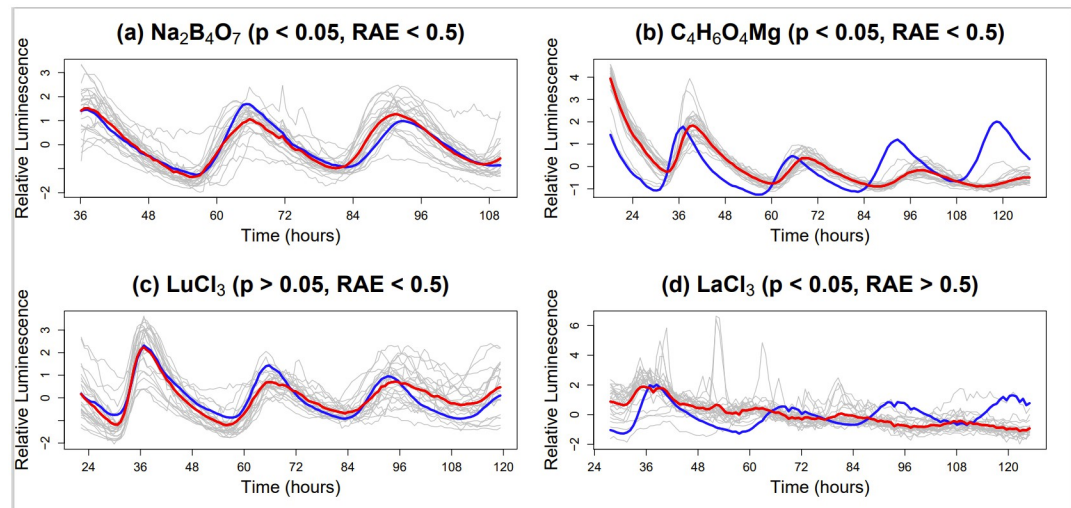 (a) Na₂B₄O₇ (p < 0.05, RAE < 0.5)
Relative Luminescence
3
2
1
0
-2
36 48 60 72 84 96 108
Time (hours)
(b) C₄H₆O₄Mg (p < 0.05, RAE < 0.5)
Relative Luminescence
4
3
2
1
0
-1
24 36 48 60 72 84 96 108 120
Time (hours)
(c) LuCl₃ (p > 0.05, RAE < 0.5)
Relative Luminescence
3
2
1
0
-2
24 36 48 60 72 84 96 108 120
Time (hours)
(d) LaCl₃ (p < 0.05, RAE > 0.5)
Relative Luminescence
6
4
2
0
-2
24 36 48 60 72 84 96 108 120
Time (hours)